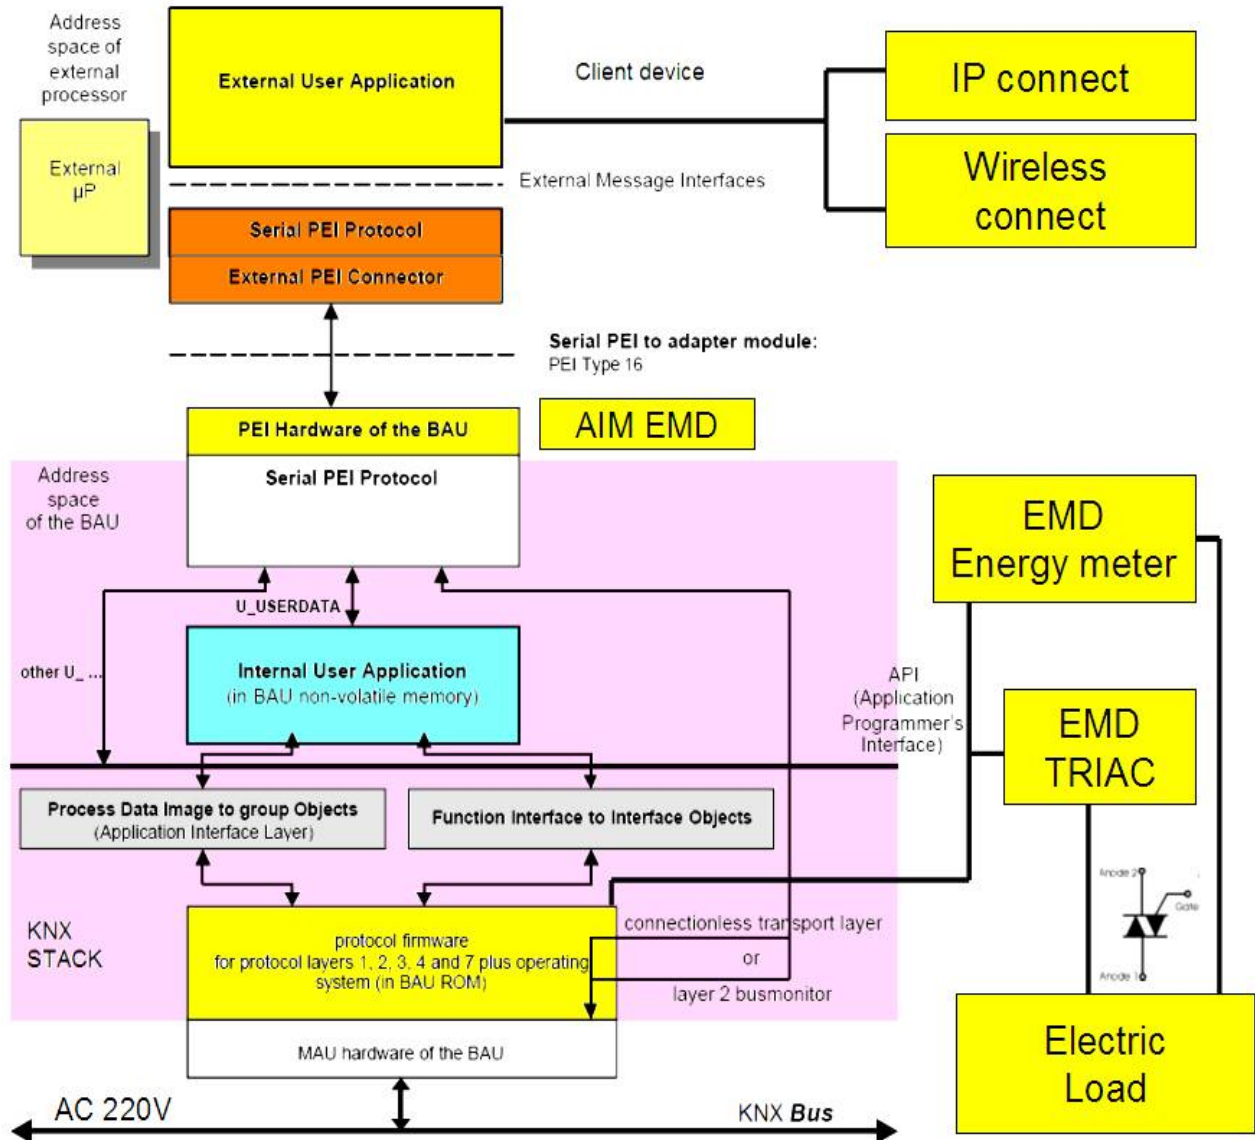 Address
space of
external
processor
External
µP
External User Application
Client device
IP connect
Wireless
connect
External Message Interfaces
Serial PEI Protocol
External PEI Connector
Serial PEI to adapter module:
PEI Type 16
PEI Hardware of the BAU
AIM EMD
Serial PEI Protocol
Address
space
of the BAU
EMD
Energy meter
U_USERDATA
other U_ ...
Internal User Application
(in BAU non-volatile memory)
API
(Application
Programmer's
Interface)
EMD
TRIAC
Process Data Image to group Objects
(Application Interface Layer)
Function Interface to Interface Objects
Anode 2
Gate
Anode 1
KNX
STACK
protocol firmware
for protocol layers 1, 2, 3, 4 and 7 plus operating
system (in BAU ROM)
connectionless transport layer
or
layer 2 busmonitor
MAU hardware of the BAU
Electric
Load
AC 220V
KNX Bus